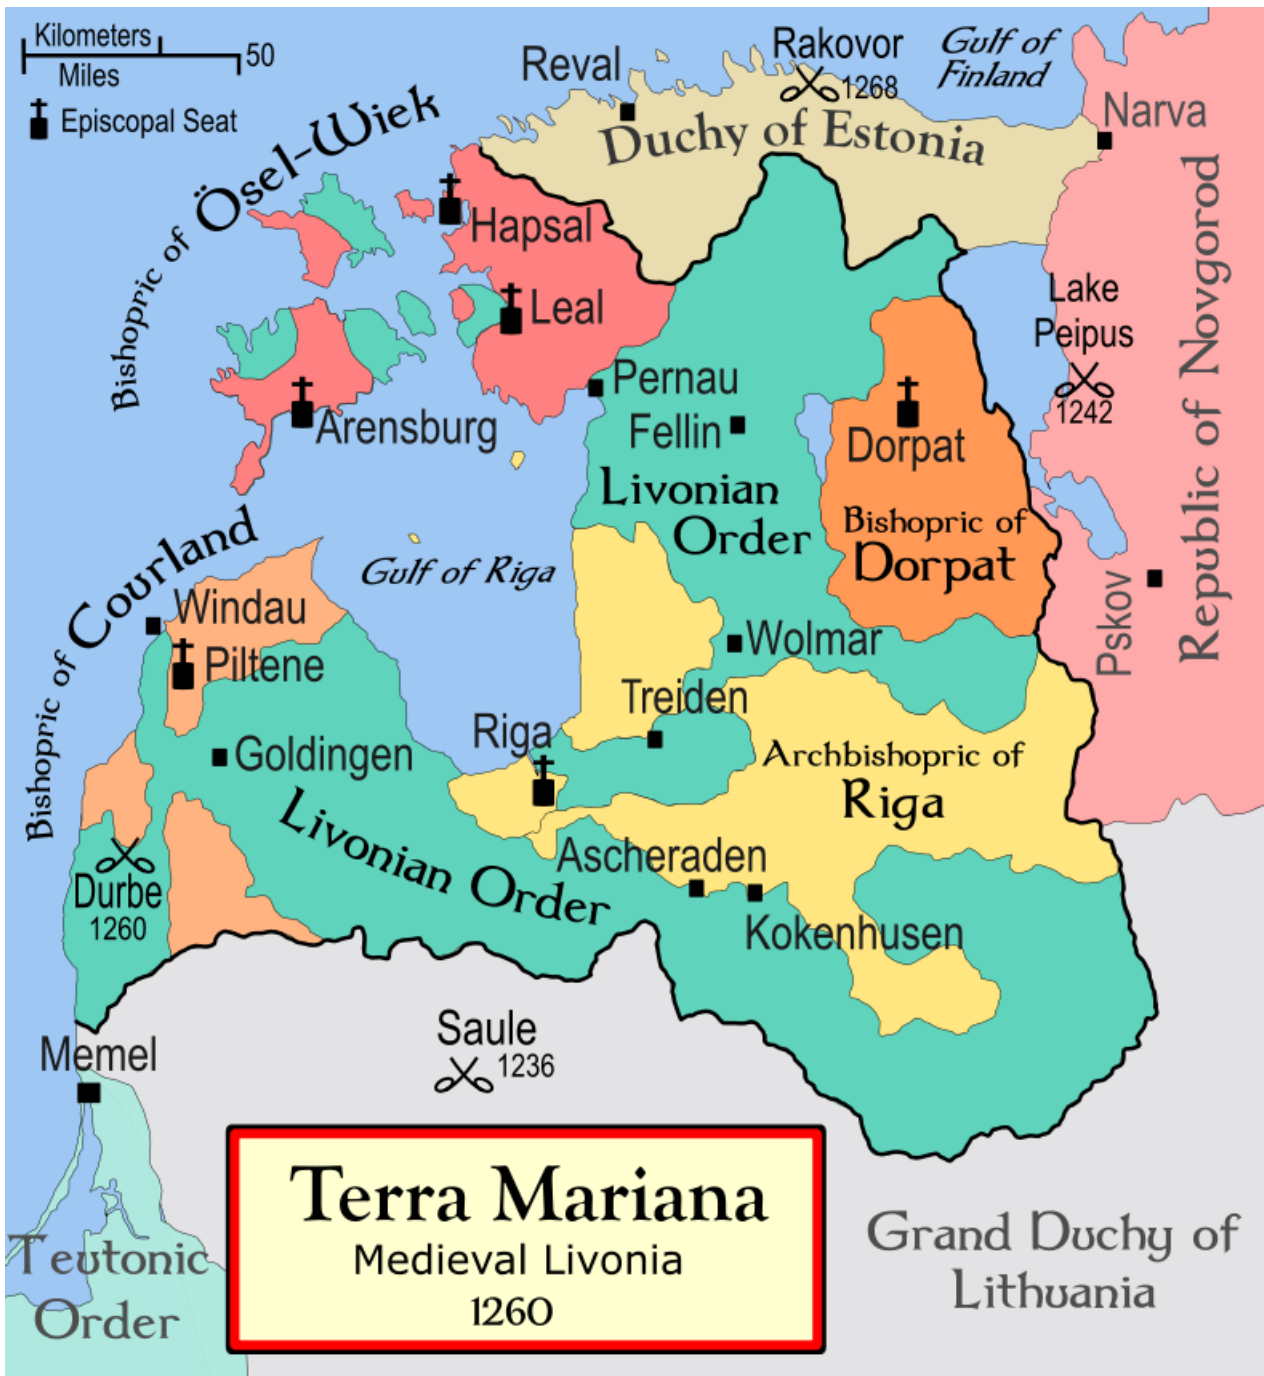 Kilometers
50
Miles
Episcopal Seat
Reval
Rakovor
1268
Gulf of
Finland
Narva
Duchy of Estonia
Bishopric of Ösel-Wiek
Hapsal
Leal
Lake
Peipus
1242
Republic of Novgorod
Pernau
Fellin
Arensburg
Dorpat
Livonian
Order
Bishopric of
Dorpat
Gulf of Riga
Bishopric of Courland
Windau
Piltene
Pskov
Wolmar
Treiden
Riga
Goldingen
Archbishopric of
Riga
Livonian Order
Ascheraden
Kokenhusen
Durbe
1260
Saule
1236
Memel
Teutonic
Order
Terra Mariana
Medieval Livonia
1260
Grand Duchy of
Lithuania